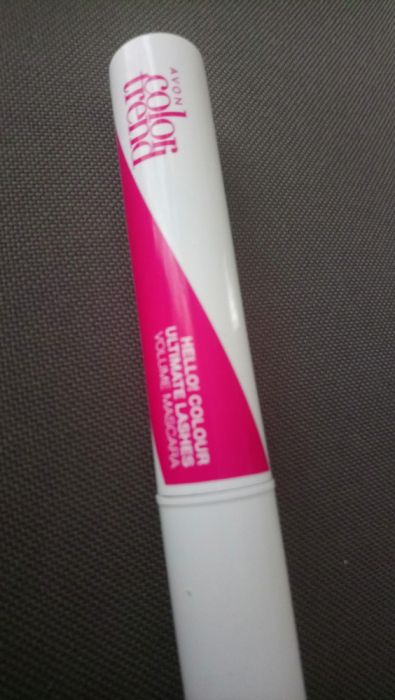 AVON
color
trend
HELLO! COLOUR
ULTIMATE LASHES
VOLUME MASCARA